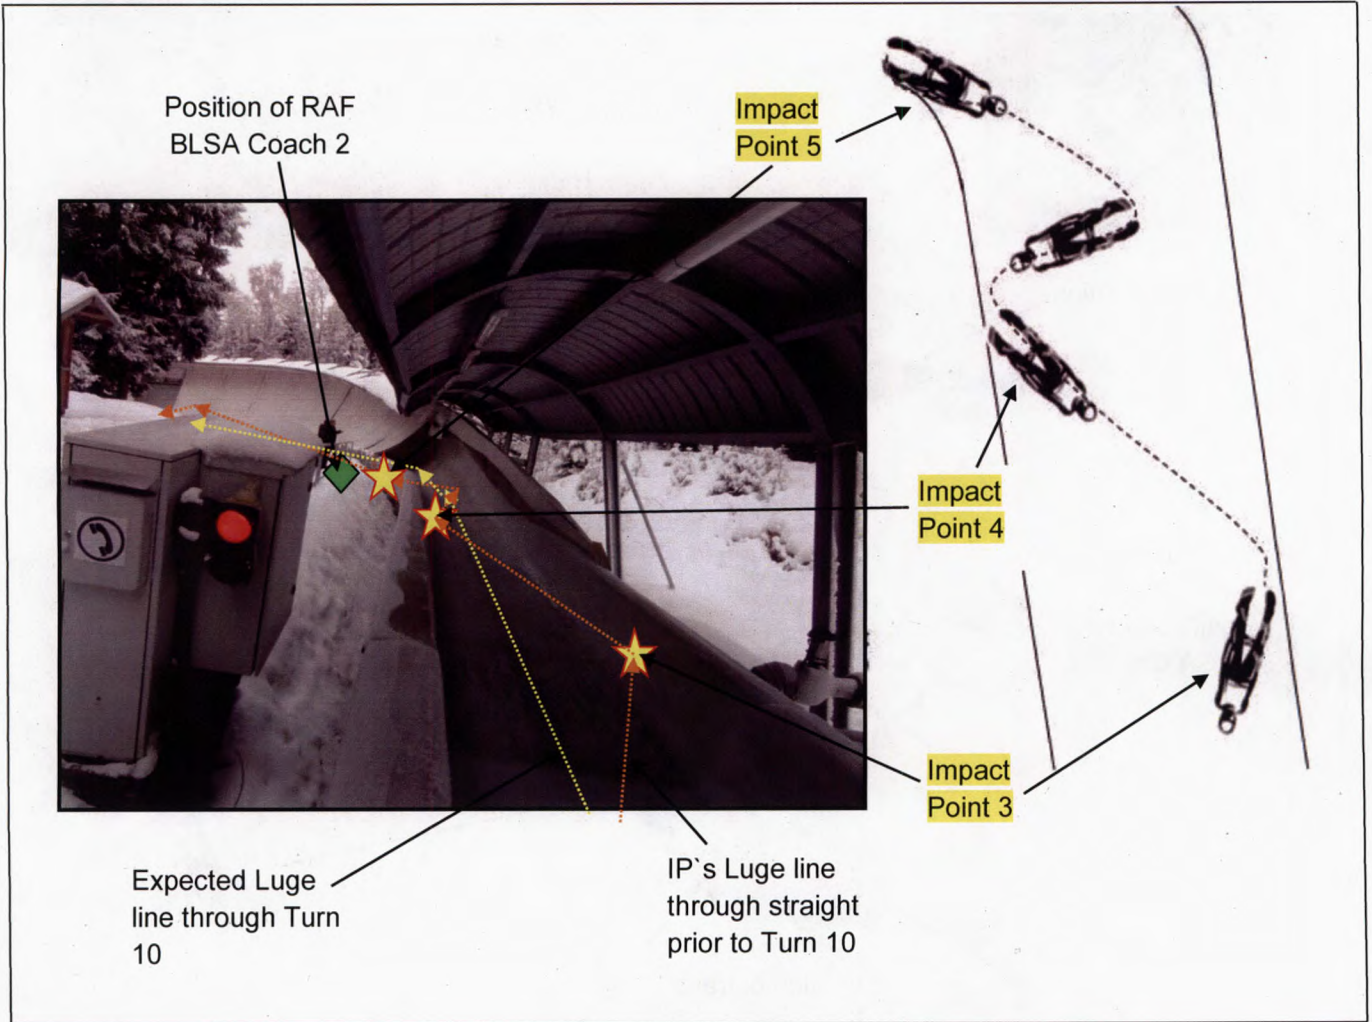 Position of RAF
BLSA Coach 2
Impact
Point 5
Impact
Point 4
Impact
Point 3
Expected Luge
line through Turn
10
IP`s Luge line
through straight
prior to Turn 10